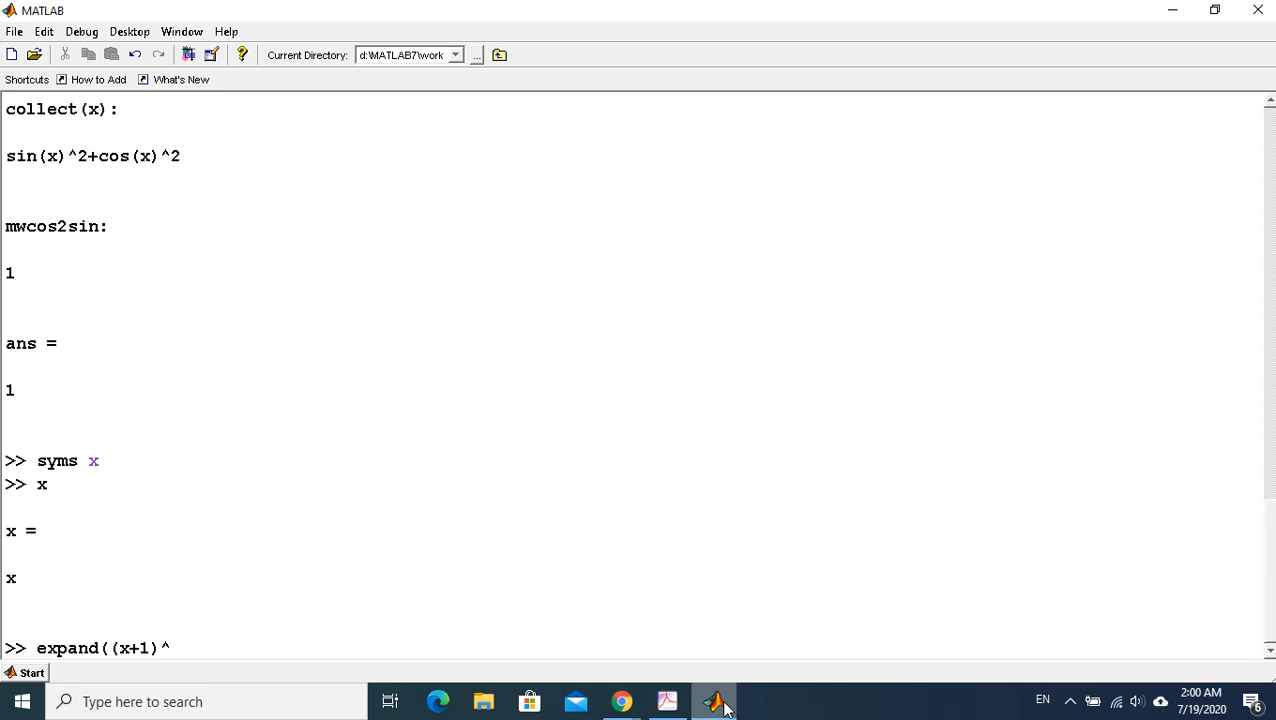 MATLAB
File Edit Debug Desktop Window Help
Current Directory: d:\MATLAB7\work ...
Shortcuts How to Add What's New
collect(x):
sin(x)^2+cos(x)^2
mwcos2sin:
1
ans =
1
>> syms x
>> x
x =
x
>> expand((x+1)^
Start
Type here to search
EN
2:00 AM
7/19/2020
6